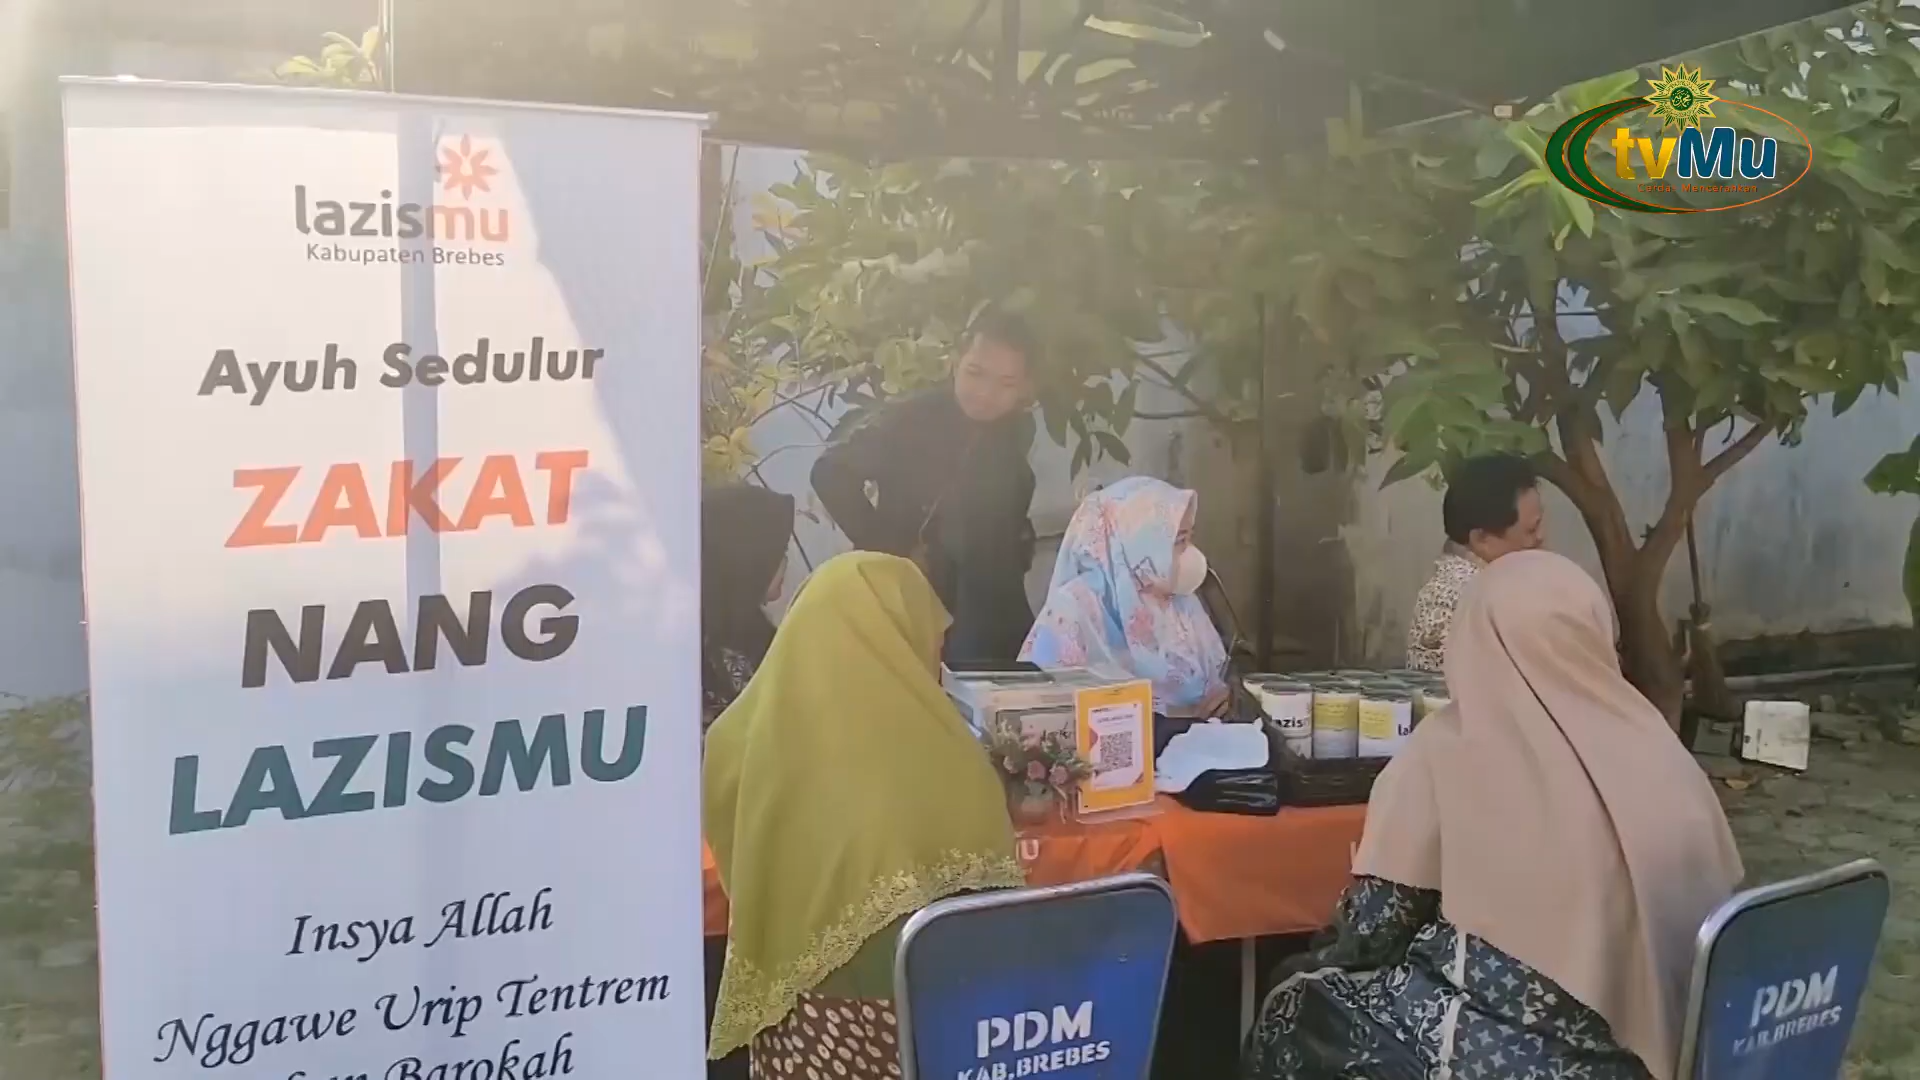 lazismu
Kabupaten Brebes
Ayuh Sedulur
ZAKAT
NANG
LAZISMU
Insya Allah
Nggawe Urip Tentrem
Barokah
tvMu
PDM
KAB.BREBES
PDM
KAB.BREBES